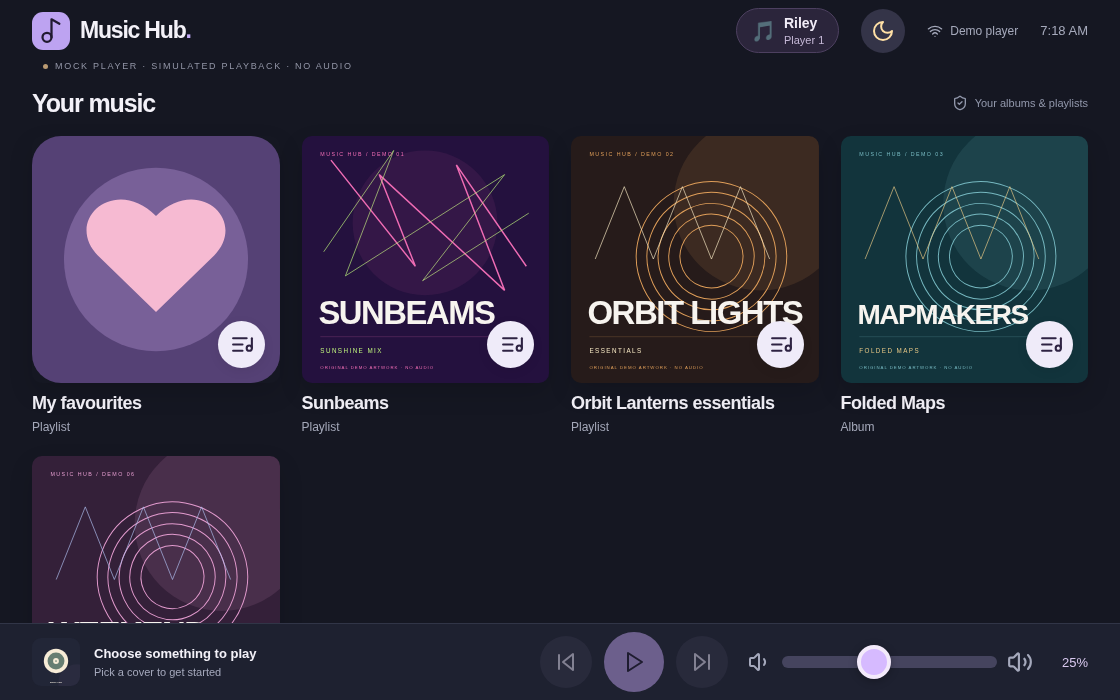 Music Hub.
Riley
Player 1
Demo player
7:18 AM
MOCK PLAYER · SIMULATED PLAYBACK · NO AUDIO
Your music
Your albums & playlists
MUSIC HUB / DEMO 01
SUNBEAMS
SUNSHINE MIX
ORIGINAL DEMO ARTWORK · NO AUDIO
MUSIC HUB / DEMO 02
ORBIT LIGHTS
ESSENTIALS
ORIGINAL DEMO ARTWORK · NO AUDIO
MUSIC HUB / DEMO 03
MAPMAKERS
FOLDED MAPS
ORIGINAL DEMO ARTWORK · NO AUDIO
My favourites
Playlist
Sunbeams
Playlist
Orbit Lanterns essentials
Playlist
Folded Maps
Album
MUSIC HUB / DEMO 06
Choose something to play
Pick a cover to get started
25%